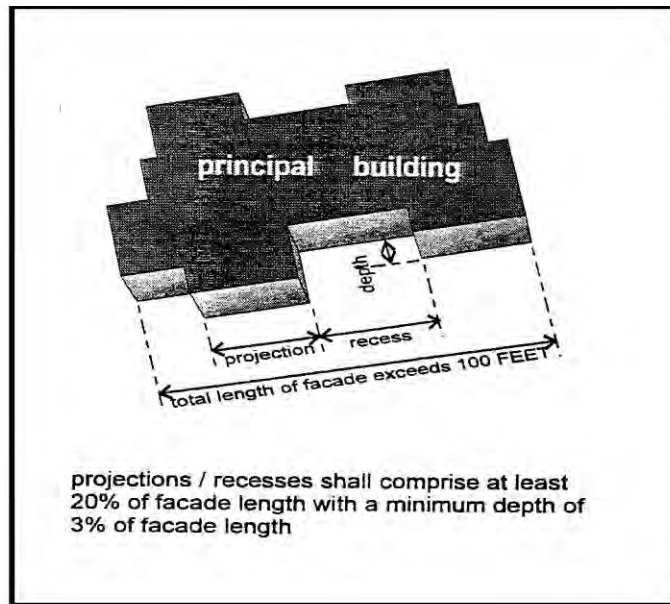 principal building
depth
projection
recess
total length of facade exceeds 100 FEET
projections / recesses shall comprise at least
20% of facade length with a minimum depth of
3% of facade length